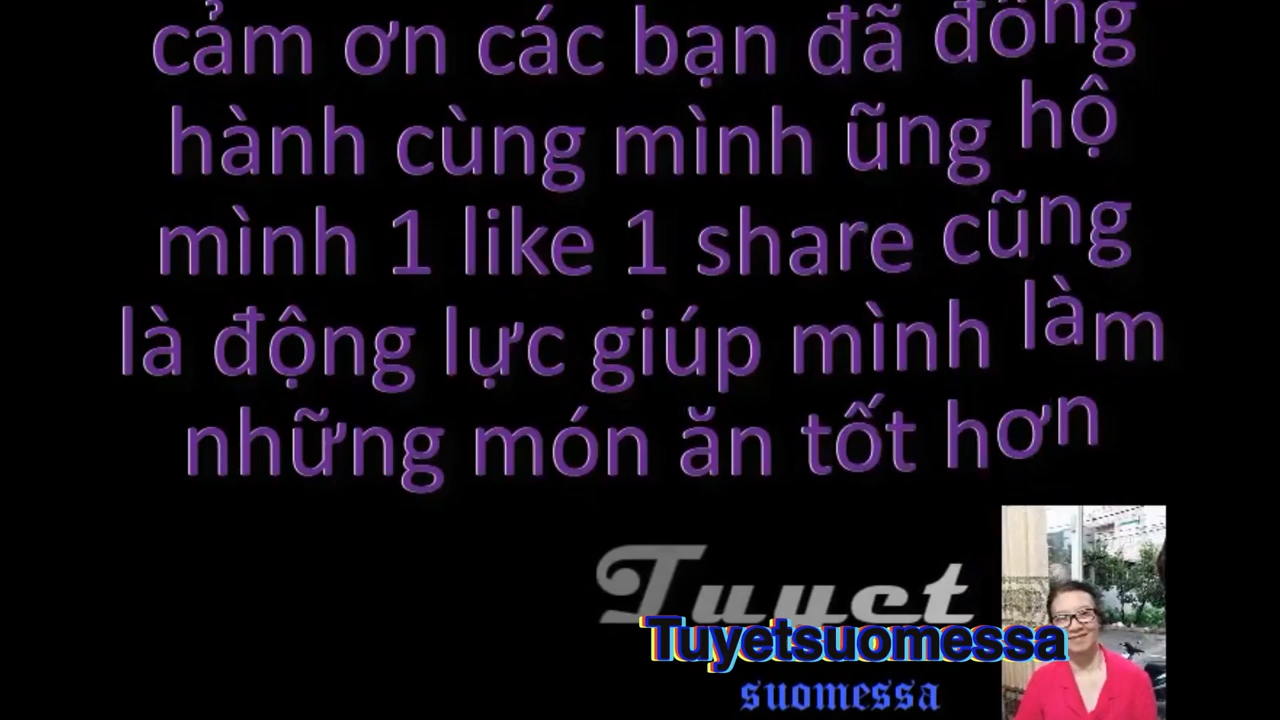 cảm ơn các bạn đã đồng
hành cùng mình ũng hộ
mình 1 like 1 share cũng
là động lực giúp mình làm
những món ăn tốt hơn
Tuyet
Tuyetsuomessa
suomessa